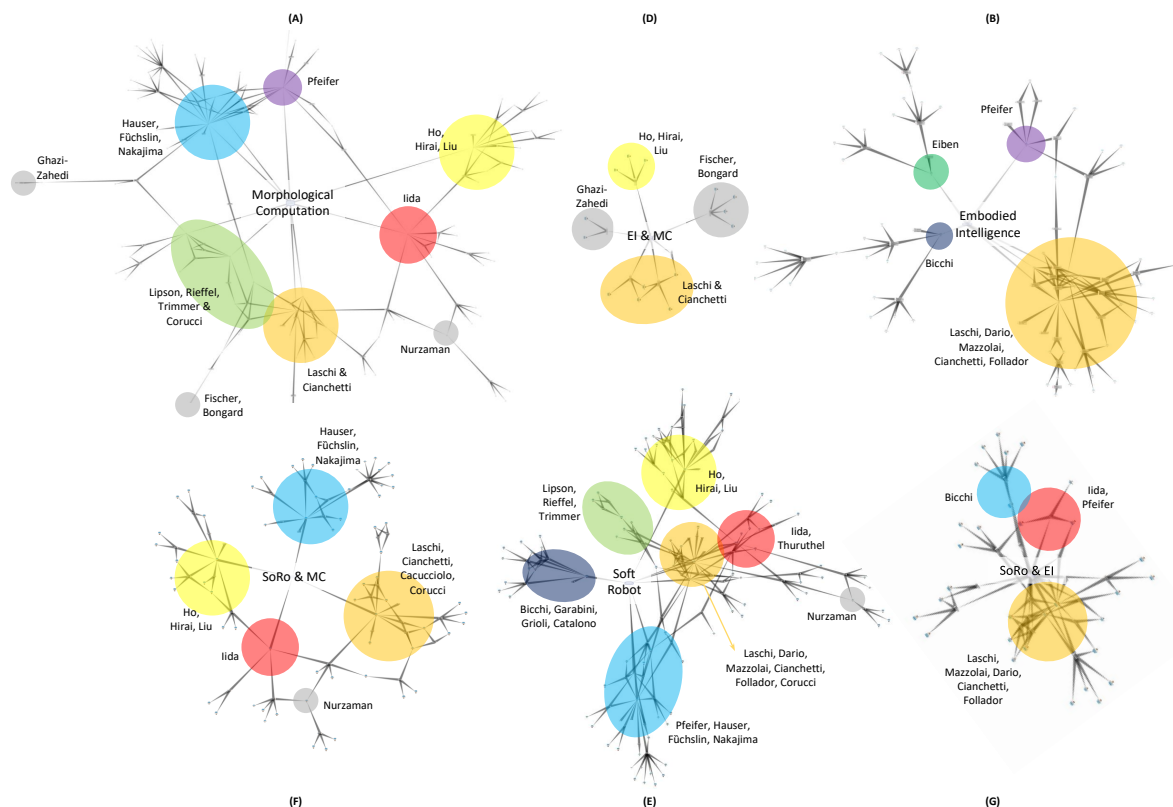 (A)
(D)
(B)
Pfeifer
Hauser,
Füchslin,
Nakajima
Ho,
Hirai, Liu
Ghazi-
Zahedi
Morphological
Computation
Iida
Lipson, Rieffel,
Trimmer &
Corucci
Laschi &
Cianchetti
Nurzaman
Fischer,
Bongard
Ho, Hirai,
Liu
Fischer,
Bongard
Ghazi-
Zahedi
EI & MC
Laschi &
Cianchetti
Pfeifer
Eiben
Embodied
Intelligence
Bicchi
Laschi, Dario,
Mazzolai,
Cianchetti, Follador
Hauser,
Füchslin,
Nakajima
Laschi,
Cianchetti,
Cacucciolo,
Corucci
SoRo & MC
Ho,
Hirai, Liu
Iida
Nurzaman
Ho,
Hirai, Liu
Lipson,
Rieffel,
Trimmer
Iida,
Thuruthel
Soft
Robot
Bicchi, Garabini,
Grioli, Catalono
Nurzaman
Laschi, Dario,
Mazzolai, Cianchetti,
Follador, Corucci
Pfeifer, Hauser,
Füchslin, Nakajima
Bicchi
Iida,
Pfeifer
SoRo & EI
Laschi,
Mazzolai, Dario,
Cianchetti,
Follador
(F)
(E)
(G)